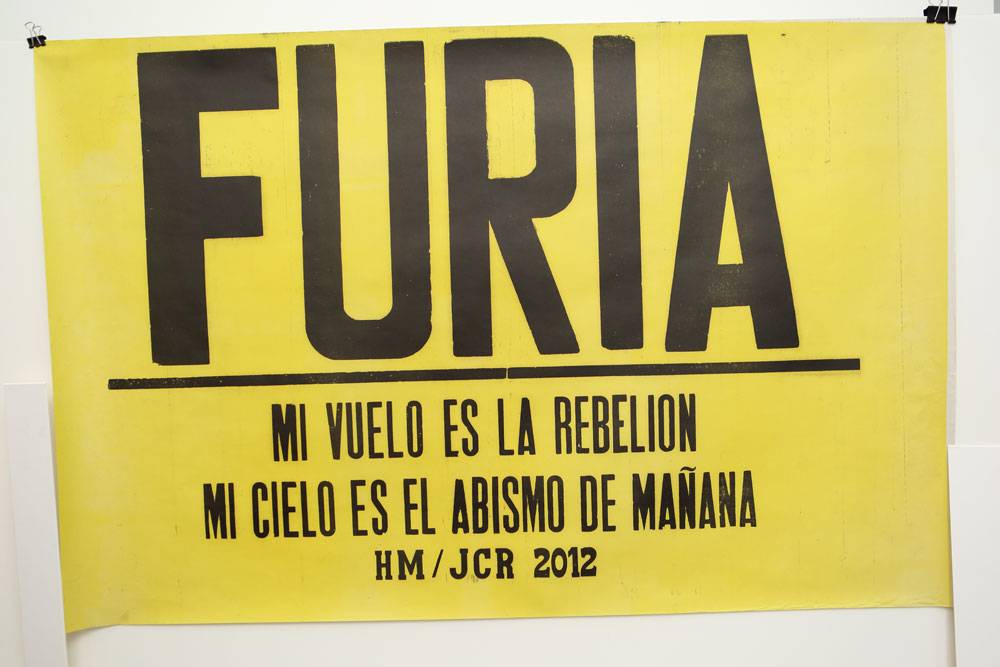 FURIA
MI VUELO ES LA REBELION
MI CIELO ES EL ABISMO DE MAÑANA
HM/JCR 2012